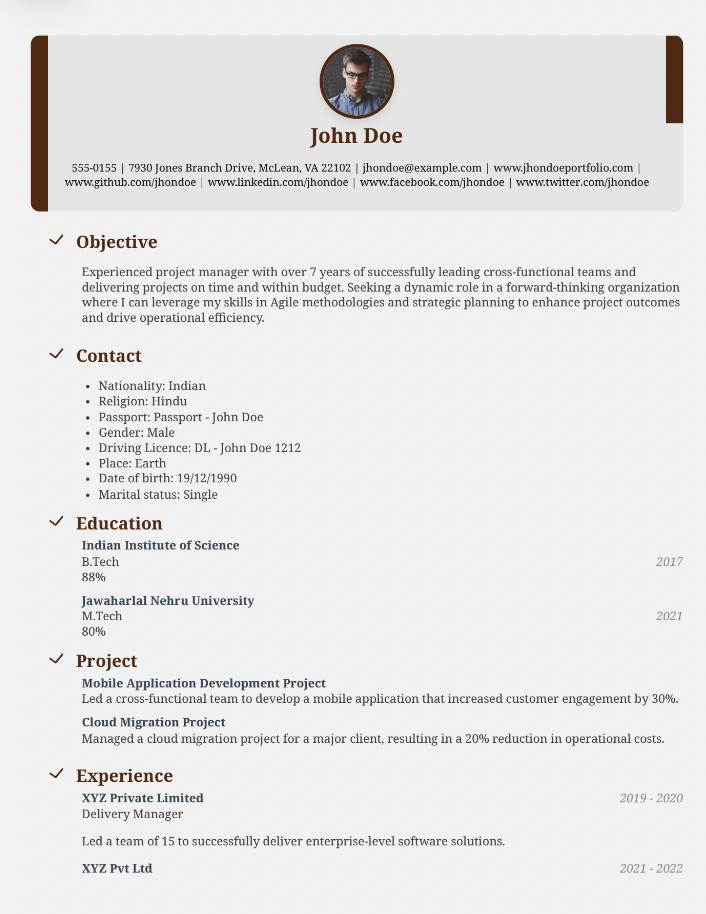 John Doe
555-0155 | 7930 Jones Branch Drive, McLean, VA 22102 | jhondoe@example.com | www.jhondoeportfolio.com |
www.github.com/jhondoe | www.linkedin.com/jhondoe | www.facebook.com/jhondoe | www.twitter.com/jhondoe
Objective
Experienced project manager with over 7 years of successfully leading cross-functional teams and
delivering projects on time and within budget. Seeking a dynamic role in a forward-thinking organization
where I can leverage my skills in Agile methodologies and strategic planning to enhance project outcomes
and drive operational efficiency.
Contact
• Nationality: Indian
• Religion: Hindu
• Passport: Passport - John Doe
• Gender: Male
• Driving Licence: DL - John Doe 1212
• Place: Earth
• Date of birth: 19/12/1990
• Marital status: Single
Education
Indian Institute of Science
B.Tech 2017
88%
Jawaharlal Nehru University
M.Tech 2021
80%
Project
Mobile Application Development Project
Led a cross-functional team to develop a mobile application that increased customer engagement by 30%.
Cloud Migration Project
Managed a cloud migration project for a major client, resulting in a 20% reduction in operational costs.
Experience
XYZ Private Limited 2019 - 2020
Delivery Manager
Led a team of 15 to successfully deliver enterprise-level software solutions.
XYZ Pvt Ltd 2021 - 2022